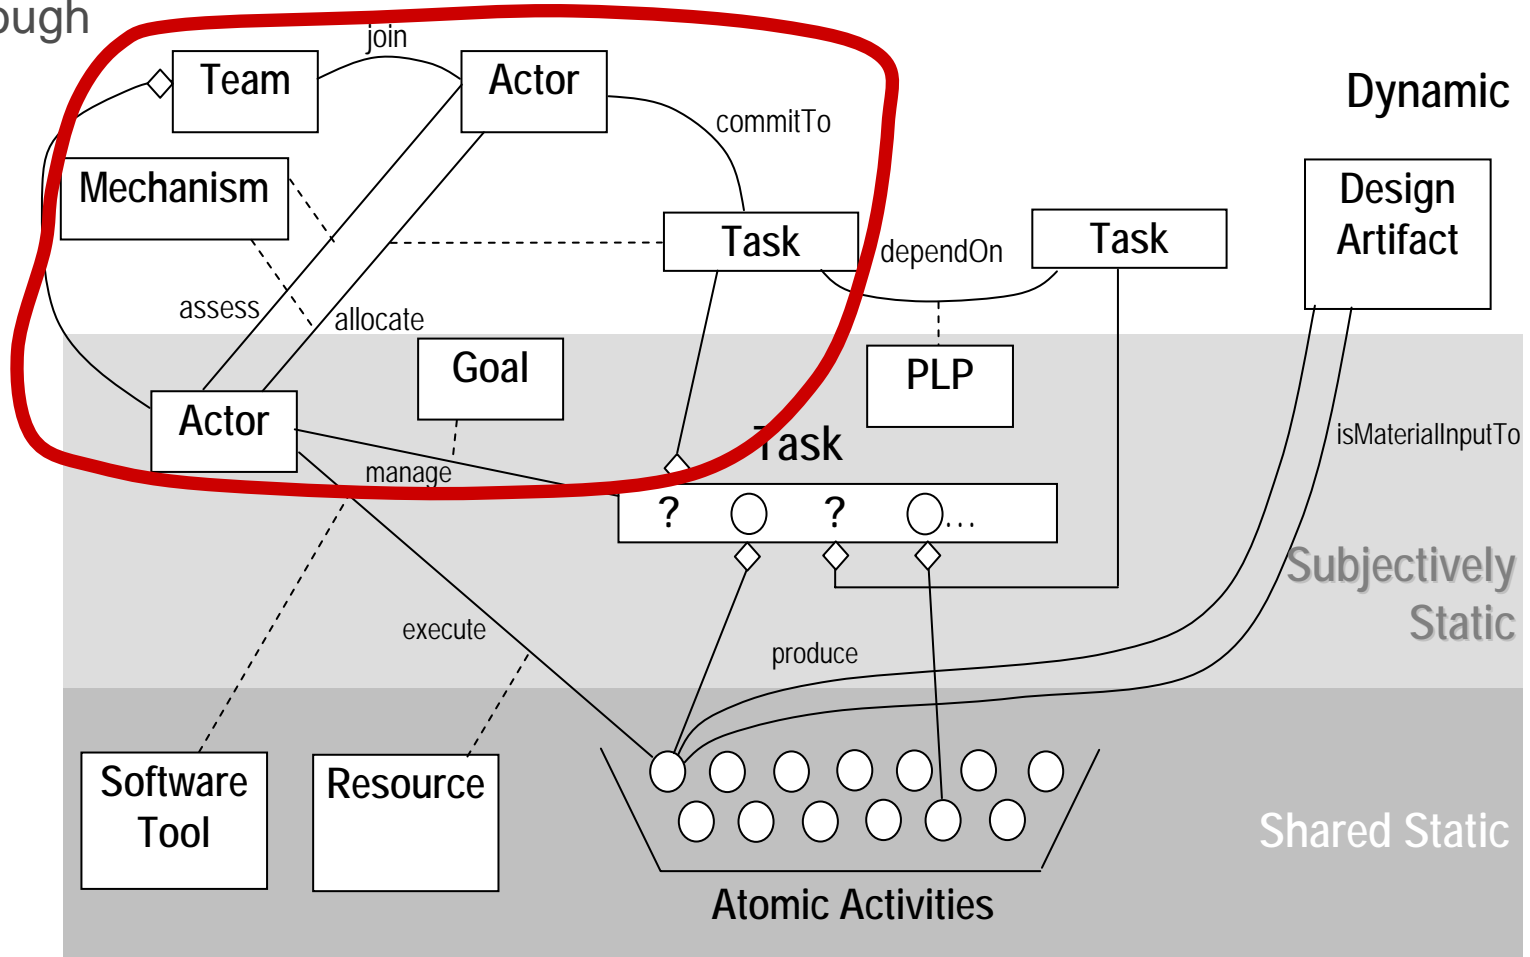 ough
join
Team
Actor
Dynamic
commitTo
Mechanism
Design
Artifact
Task
dependOn
Task
assess
allocate
Goal
PLP
Actor
Task
isMaterialInputTo
manage
? ? ...
Subjectively
Static
execute
produce
Software
Tool
Resource
Shared Static
Atomic Activities